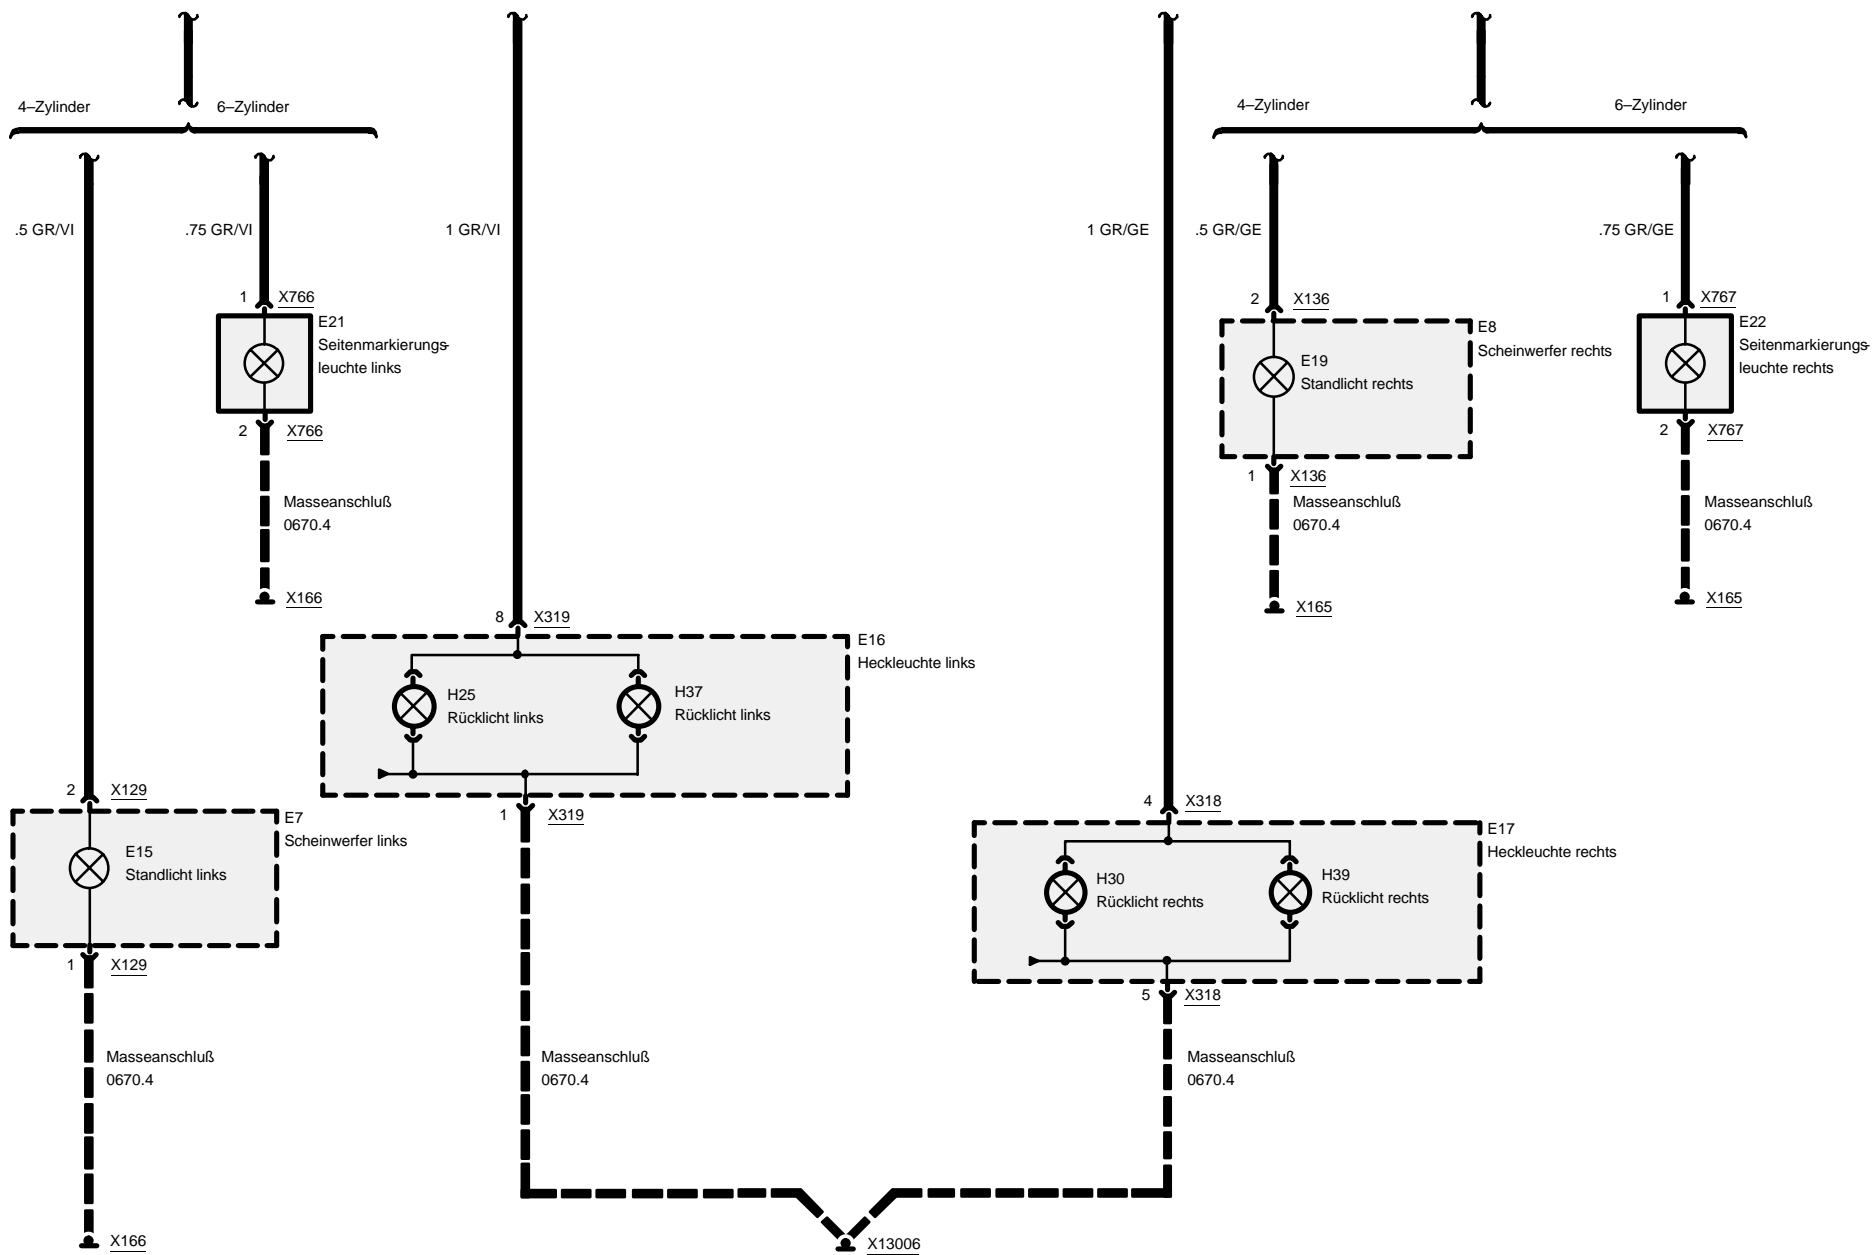 4–Zylinder
6–Zylinder
4–Zylinder
6–Zylinder
.5 GR/VI
.75 GR/VI
1 GR/VI
1 GR/GE
.5 GR/GE
.75 GR/GE
1
X766
E21
Seitenmarkierungs-
leuchte links
2
X766
Masseanschluß
0670.4
X166
2
X136
E8
Scheinwerfer rechts
E19
Standlicht rechts
1
X136
Masseanschluß
0670.4
X165
1
X767
E22
Seitenmarkierungs-
leuchte rechts
2
X767
Masseanschluß
0670.4
X165
8
X319
E16
Heckleuchte links
H25
Rücklicht links
H37
Rücklicht links
1
X319
Masseanschluß
0670.4
2
X129
E7
Scheinwerfer links
E15
Standlicht links
1
X129
Masseanschluß
0670.4
X166
4
X318
E17
Heckleuchte rechts
H30
Rücklicht rechts
H39
Rücklicht rechts
5
X318
Masseanschluß
0670.4
X13006